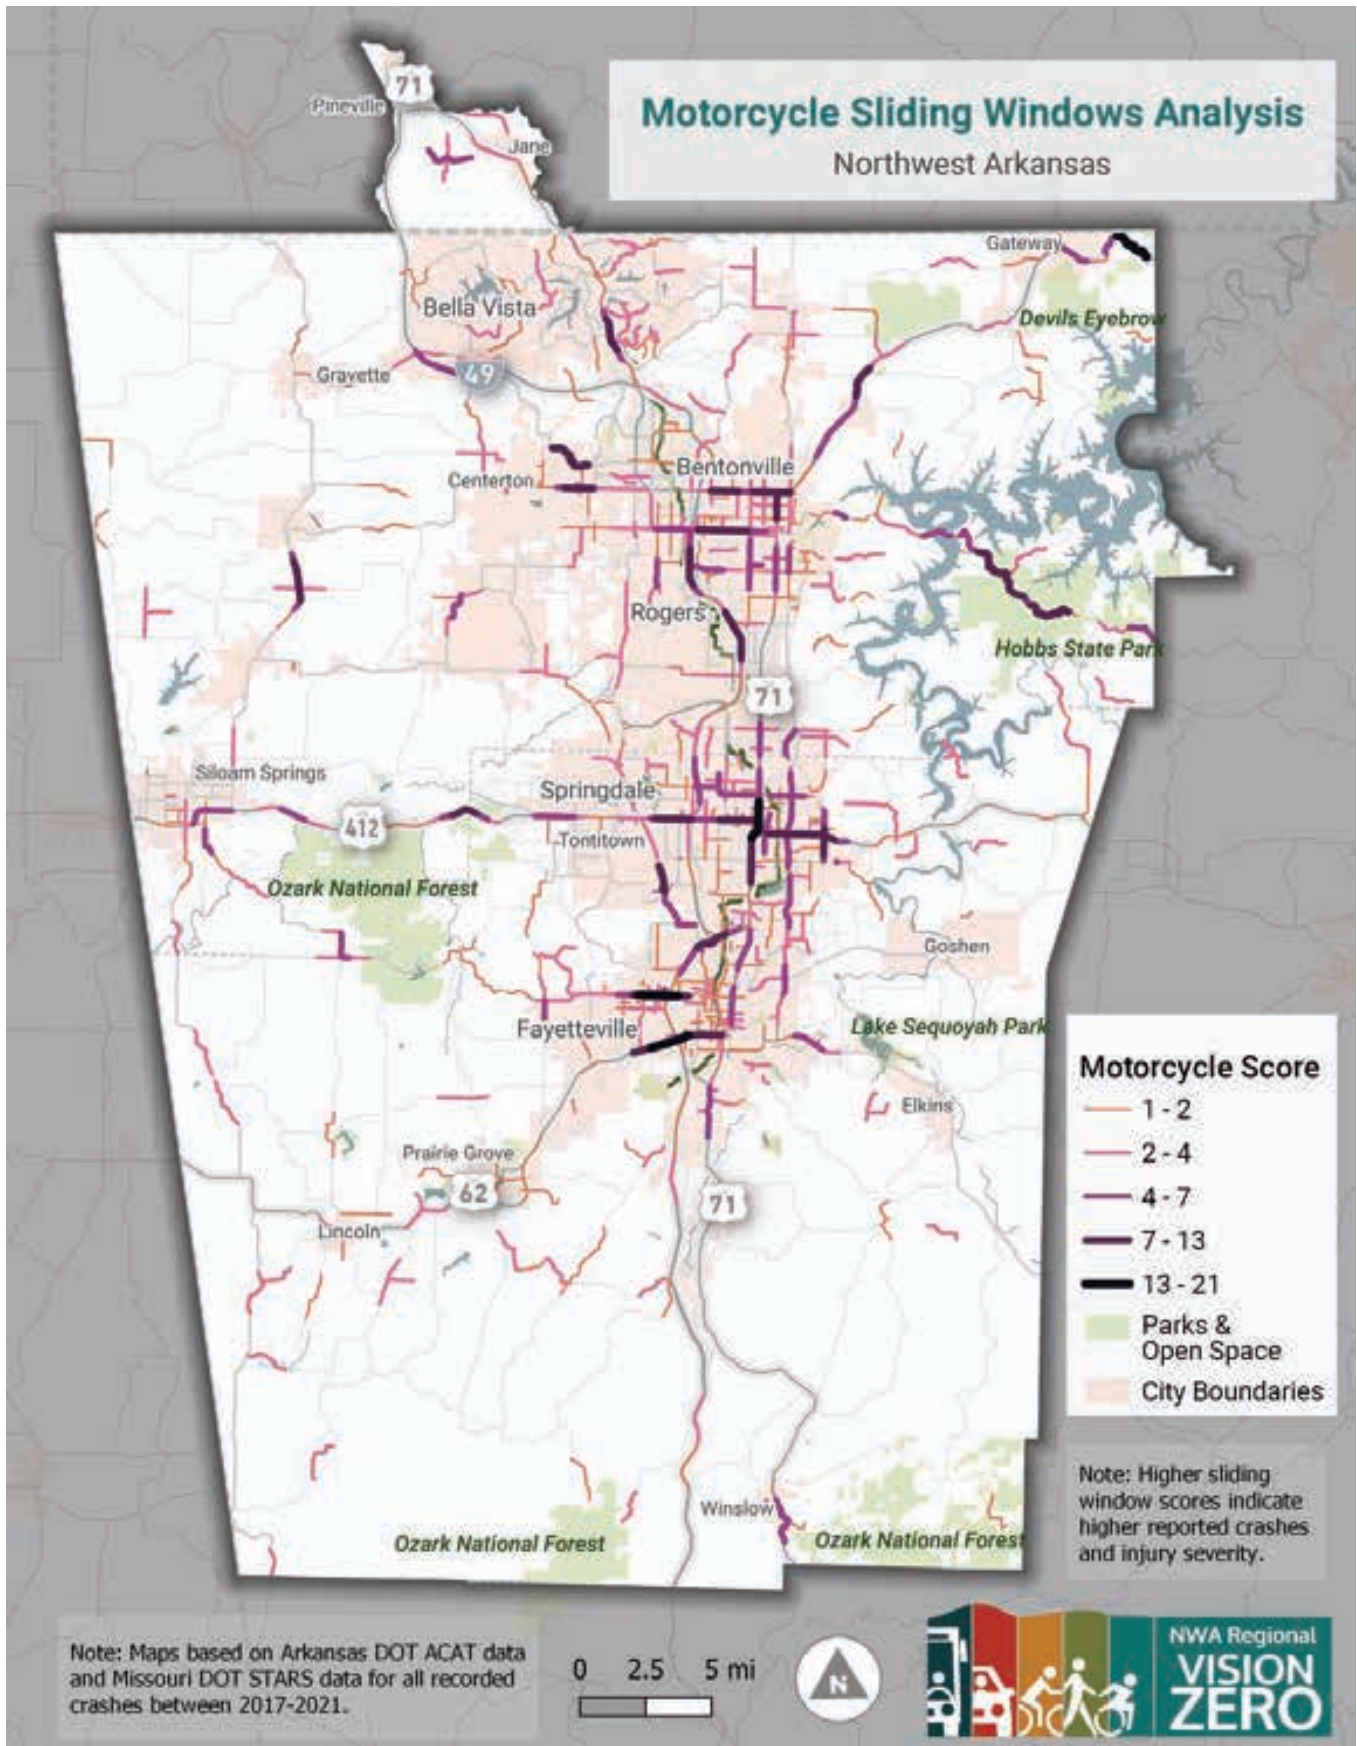 Motorcycle Sliding Windows Analysis
Northwest Arkansas
71
Pineville
Jane
Gateway
Bella Vista
Devils Eyebrow
Gravette
49
Bentonville
Centerton
Rogers
Hobbs State Park
71
Siloam Springs
Springdale
412
Tontitown
Ozark National Forest
Goshen
Fayetteville
Lake Sequoyah Park
Elkins
Prairie Grove
62
71
Lincoln
Winslow
Ozark National Forest
Ozark National Forest
Motorcycle Score
1 - 2
2 - 4
4 - 7
7 - 13
13 - 21
Parks &
Open Space
City Boundaries
Note: Higher sliding
window scores indicate
higher reported crashes
and injury severity.
Note: Maps based on Arkansas DOT ACAT data
and Missouri DOT STARS data for all recorded
crashes between 2017-2021.
0 2.5 5 mi
N
NWA Regional
VISION
ZERO